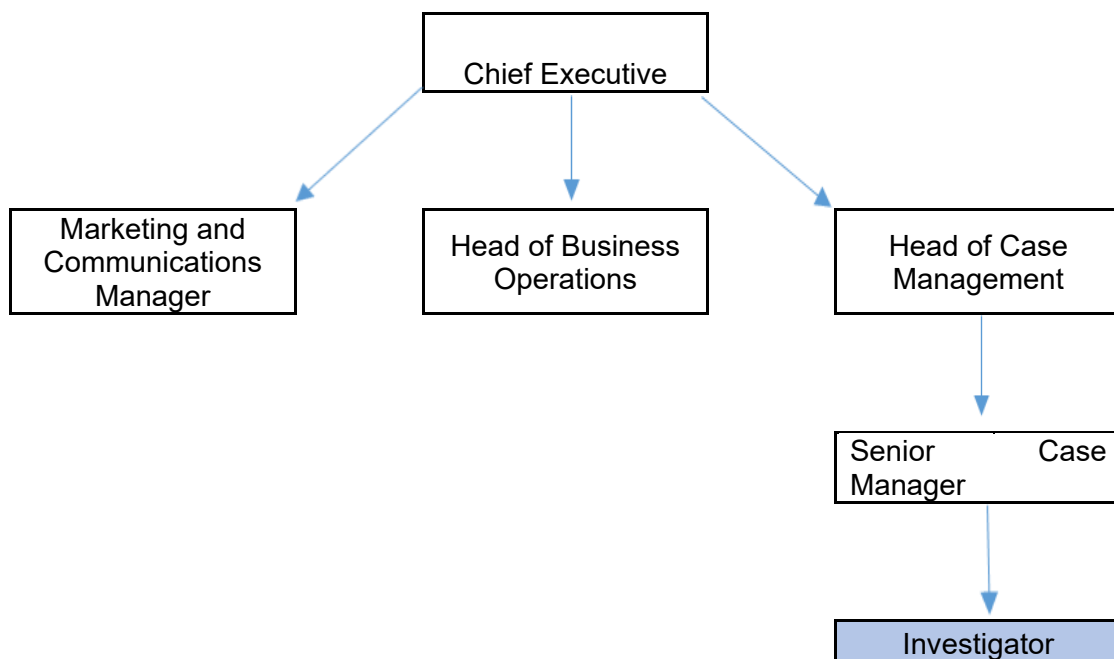 Chief Executive
Marketing and
Communications
Manager
Head of Business
Operations
Head of Case
Management
Senior Case
Manager
Investigator